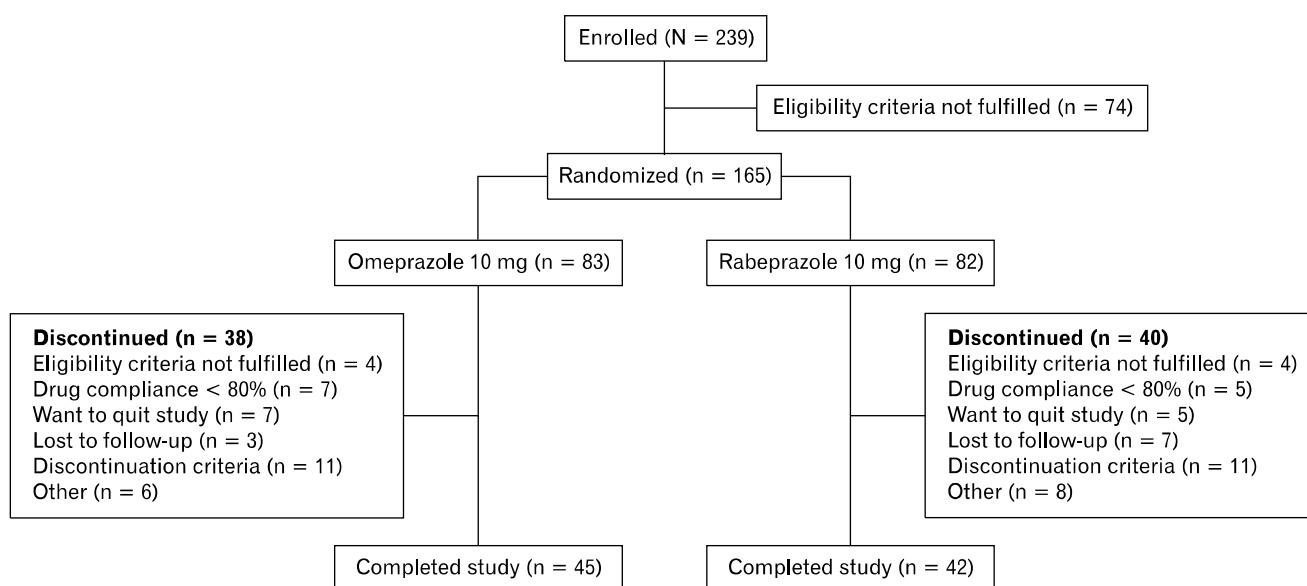 Enrolled (N = 239)
Eligibility criteria not fulfilled (n = 74)
Randomized (n = 165)
Omeprazole 10 mg (n = 83)
Rabeprazole 10 mg (n = 82)
Discontinued (n = 38)
Eligibility criteria not fulfilled (n = 4)
Drug compliance < 80% (n = 7)
Want to quit study (n = 7)
Lost to follow-up (n = 3)
Discontinuation criteria (n = 11)
Other (n = 6)
Discontinued (n = 40)
Eligibility criteria not fulfilled (n = 4)
Drug compliance < 80% (n = 5)
Want to quit study (n = 5)
Lost to follow-up (n = 7)
Discontinuation criteria (n = 11)
Other (n = 8)
Completed study (n = 45)
Completed study (n = 42)